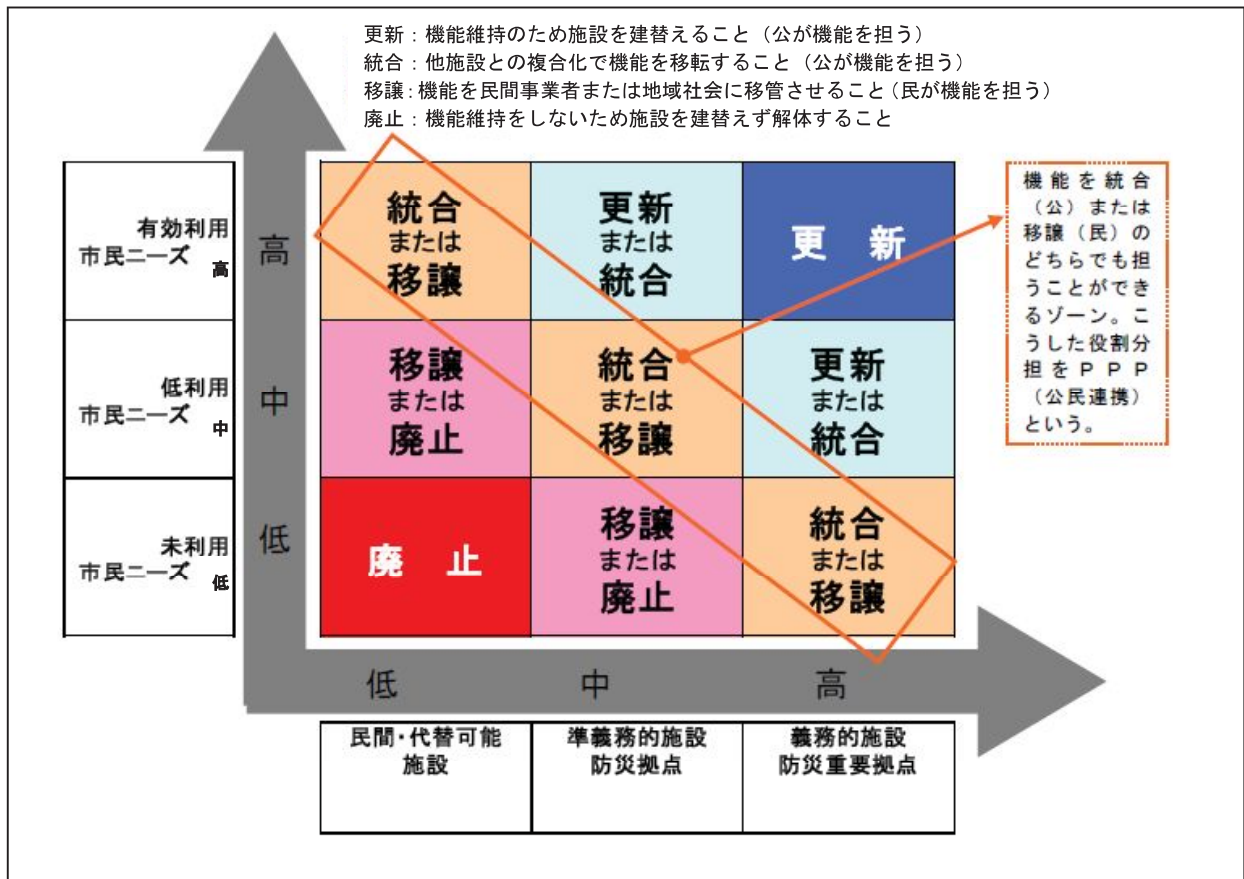 更新：機能維持のため施設を建替えること（公が機能を担う）
統合：他施設との複合化で機能を移転すること（公が機能を担う）
移譲：機能を民間事業者または地域社会に移管させること（民が機能を担う）
廃止：機能維持をしないため施設を建替えず解体すること
有効利用
市民ニーズ 高
高
統合
または
移譲
更新
または
統合
更 新
機能を統合
（公）または
移譲（民）の
どちらでも担
うことができ
るゾーン。こ
うした役割分
担をＰＰＰ
（公民連携）
という。
低利用
市民ニーズ 中
中
移譲
または
廃止
統合
または
移譲
更新
または
統合
未利用
市民ニーズ 低
低
廃 止
移譲
または
廃止
統合
または
移譲
低 中 高
民間・代替可能
施設
準義務的施設
防災拠点
義務的施設
防災重要拠点